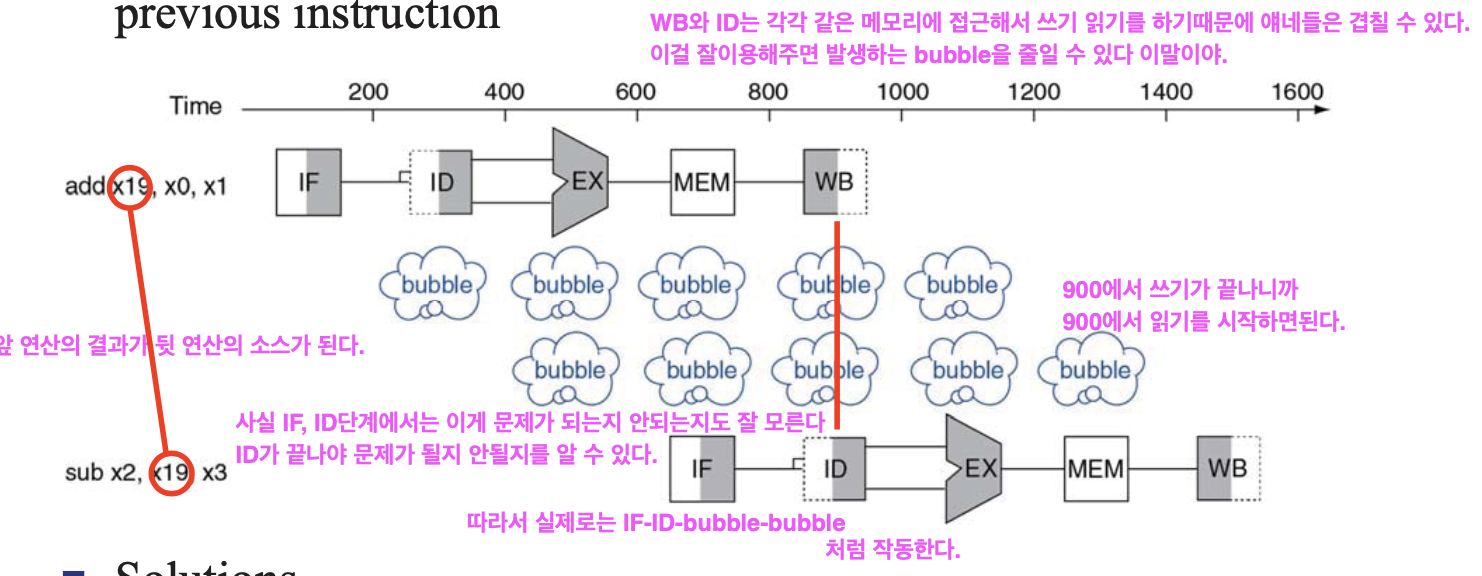 previous instruction
WB와 ID는 각각 같은 메모리에 접근해서 쓰기 읽기를 하기때문에 얘네들은 겹칠 수 있다.
이걸 잘이용해주면 발생하는 bubble을 줄일 수 있다 이말이야.
Time 200 400 600 800 1000 1200 1400 1600
add x19, x0, x1 IF ID EX MEM WB
bubble bubble bubble bubble bubble
900에서 쓰기가 끝나니까
900에서 읽기를 시작하면된다.
앞 연산의 결과가 뒷 연산의 소스가 된다.
bubble bubble bubble bubble bubble
사실 IF, ID단계에서는 이게 문제가 되는지 안되는지도 잘 모른다
ID가 끝나야 문제가 될지 안될지를 알 수 있다.
sub x2, x19, x3 IF ID EX MEM WB
따라서 실제로는 IF-ID-bubble-bubble
처럼 작동한다.
Solutions